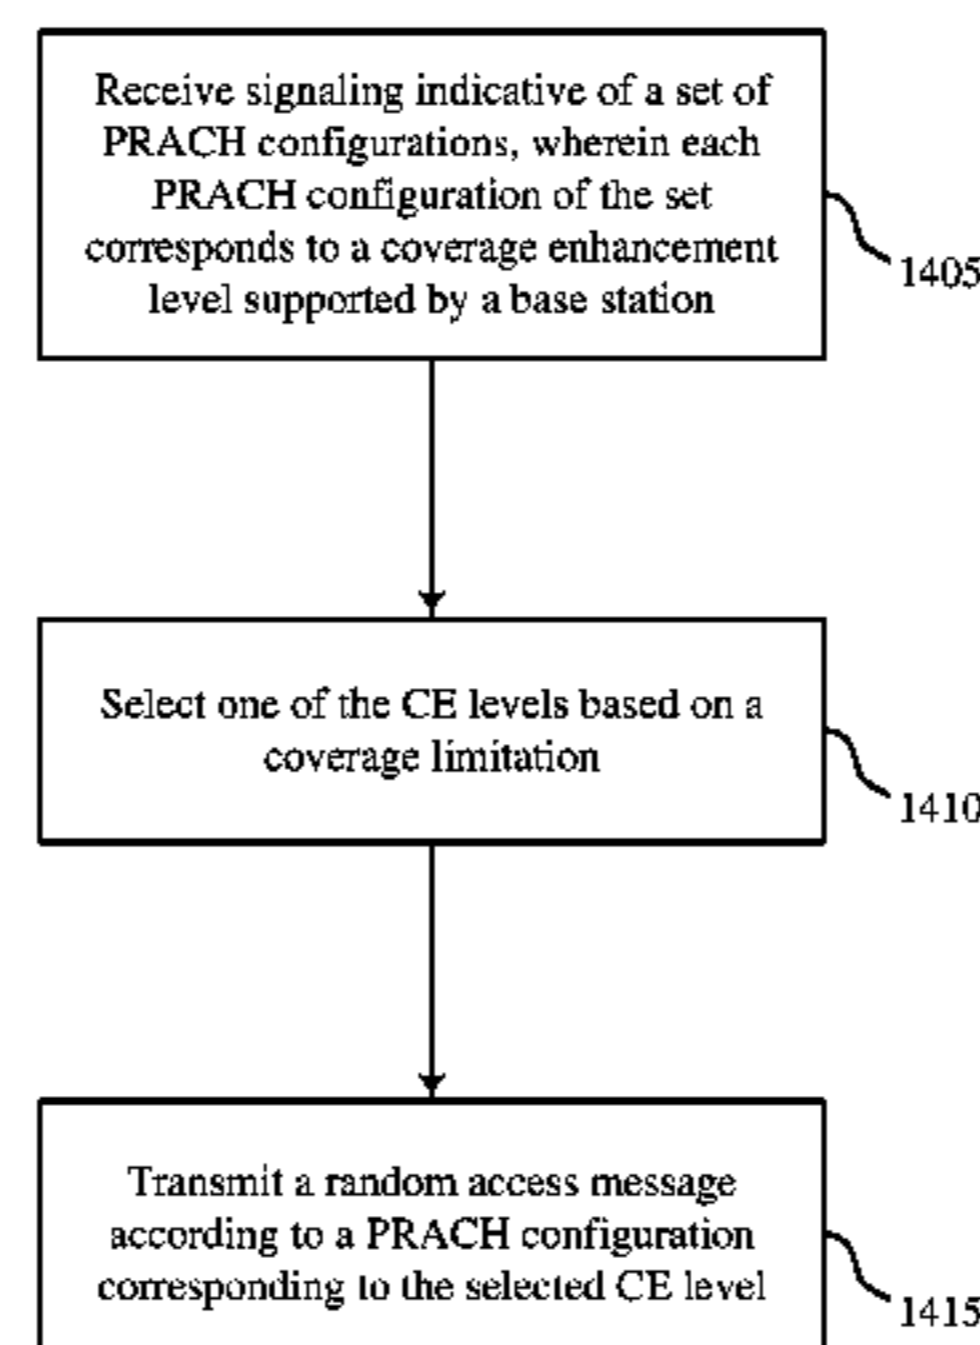 Receive signaling indicative of a set of
PRACH configurations, wherein each
PRACH configuration of the set
corresponds to a coverage enhancement
level supported by a base station
1405
Select one of the CE levels based on a
coverage limitation
1410
Transmit a random access message
according to a PRACH configuration
corresponding to the selected CE level
1415